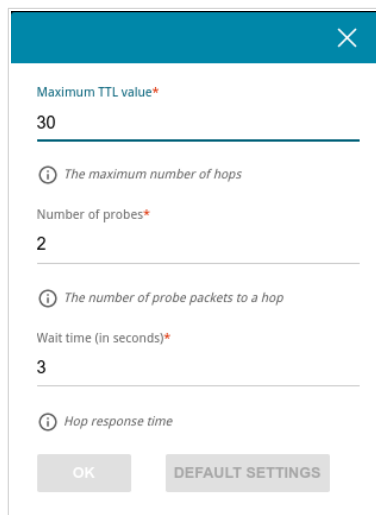 Maximum TTL value*
30
The maximum number of hops
Number of probes*
2
The number of probe packets to a hop
Wait time (in seconds)*
3
Hop response time
OK DEFAULT SETTINGS